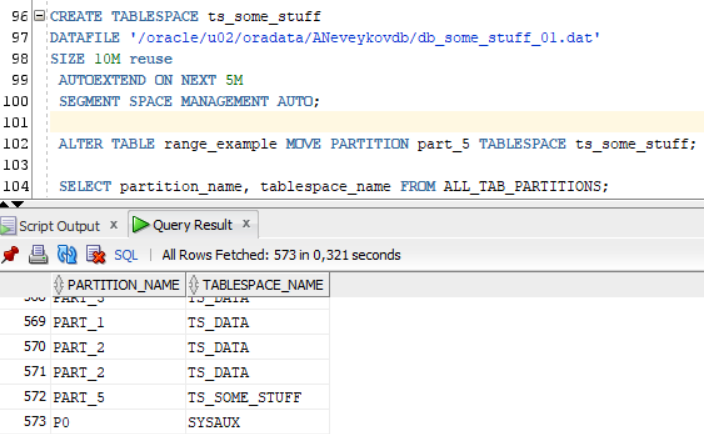 96 CREATE TABLESPACE ts_some_stuff
97 DATAFILE '/oracle/u02/oradata/ANeveykovdb/db_some_stuff_01.dat'
98 SIZE 10M reuse
99 AUTOEXTEND ON NEXT 5M
100 SEGMENT SPACE MANAGEMENT AUTO;
101
102 ALTER TABLE range_example MOVE PARTITION part_5 TABLESPACE ts_some_stuff;
103
104 SELECT partition_name, tablespace_name FROM ALL_TAB_PARTITIONS;
Script Output x Query Result x
SQL | All Rows Fetched: 573 in 0,321 seconds
PARTITION_NAME TABLESPACE_NAME
568 PART_3 TS_DATA
569 PART_1 TS_DATA
570 PART_2 TS_DATA
571 PART_2 TS_DATA
572 PART_5 TS_SOME_STUFF
573 P0 SYSAUX